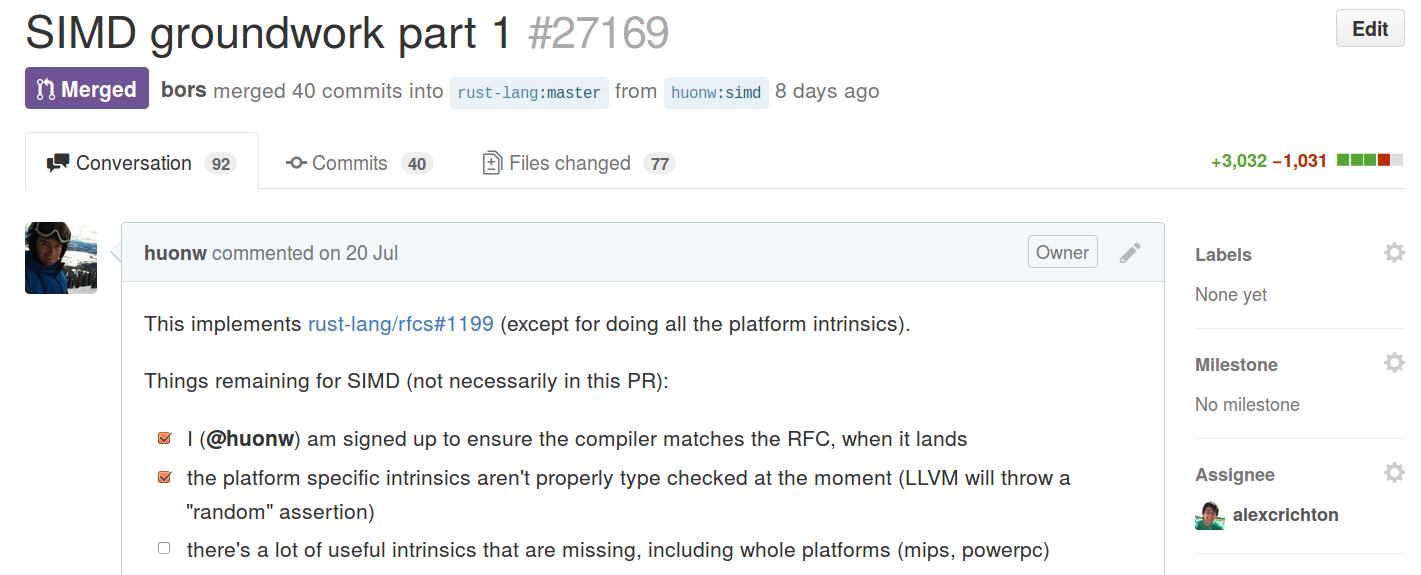 SIMD groundwork part 1 #27169
Edit
Merged bors merged 40 commits into rust-lang:master from huonw:simd 8 days ago
Conversation 92 Commits 40 Files changed 77
+3,032 −1,031
huonw commented on 20 Jul
Owner
This implements rust-lang/rfcs#1199 (except for doing all the platform intrinsics).
Things remaining for SIMD (not necessarily in this PR):
I (@huonw) am signed up to ensure the compiler matches the RFC, when it lands
the platform specific intrinsics aren't properly type checked at the moment (LLVM will throw a
"random" assertion)
there's a lot of useful intrinsics that are missing, including whole platforms (mips, powerpc)
Labels
None yet
Milestone
No milestone
Assignee
alexcrichton